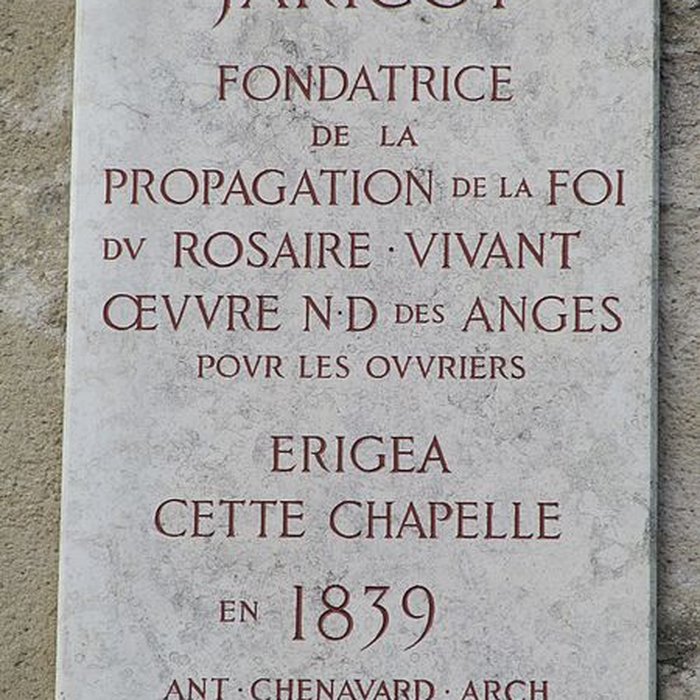 JARICOT
FONDATRICE
DE LA
PROPAGATION DE LA FOI
DV ROSAIRE · VIVANT
ŒVVRE N·D DES ANGES
POVR LES OVVRIERS
ERIGEA
CETTE CHAPELLE
EN 1839
ANT · CHENAVARD · ARCH